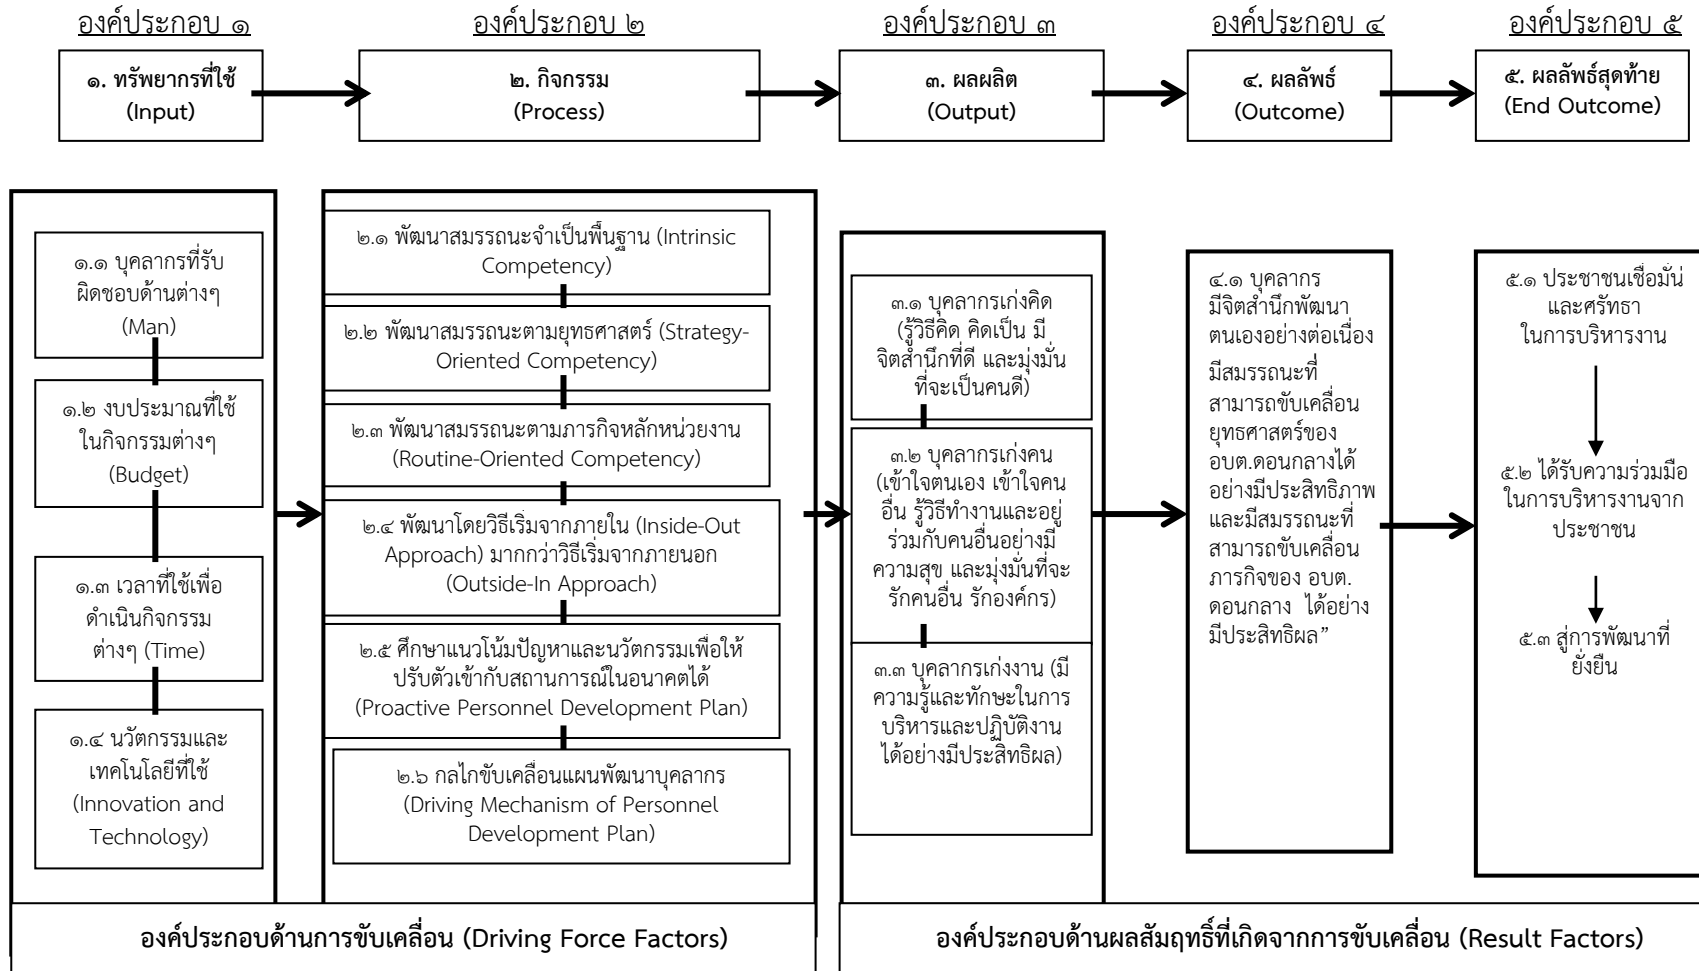 องค์ประกอบ ๑
องค์ประกอบ ๒
องค์ประกอบ ๓
องค์ประกอบ ๔
องค์ประกอบ ๕
๑. ทรัพยากรที่ใช้
(Input)
๒. กิจกรรม
(Process)
๓. ผลผลิต
(Output)
๔. ผลลัพธ์
(Outcome)
๕. ผลลัพธ์สุดท้าย
(End Outcome)
๑.๑ บุคลากรที่รับ
ผิดชอบด้านต่างๆ
(Man)
๑.๒ งบประมาณที่ใช้
ในกิจกรรมต่างๆ
(Budget)
๑.๓ เวลาที่ใช้เพื่อ
ดำเนินกิจกรรม
ต่างๆ (Time)
๑.๔ นวัตกรรมและ
เทคโนโลยีที่ใช้
(Innovation and
Technology)
๒.๑ พัฒนาสมรรถนะจำเป็นพื้นฐาน (Intrinsic
Competency)
๒.๒ พัฒนาสมรรถนะตามยุทธศาสตร์ (Strategy-
Oriented Competency)
๒.๓ พัฒนาสมรรถนะตามภารกิจหลักหน่วยงาน
(Routine-Oriented Competency)
๒.๔ พัฒนาโดยวิธีเริ่มจากภายใน (Inside-Out
Approach) มากกว่าวิธีเริ่มจากภายนอก
(Outside-In Approach)
๒.๕ ศึกษาแนวโน้มปัญหาและนวัตกรรมเพื่อให้
ปรับตัวเข้ากับสถานการณ์ในอนาคตได้
(Proactive Personnel Development Plan)
๒.๖ กลไกขับเคลื่อนแผนพัฒนาบุคลากร
(Driving Mechanism of Personnel
Development Plan)
๓.๑ บุคลากรเก่งคิด
(รู้วิธีคิด คิดเป็น มี
จิตสำนึกที่ดี และมุ่งมั่น
ที่จะเป็นคนดี)
๓.๒ บุคลากรเก่งคน
(เข้าใจตนเอง เข้าใจคน
อื่น รู้วิธีทำงานและอยู่
ร่วมกับคนอื่นอย่างมี
ความสุข และมุ่งมั่นที่จะ
รักคนอื่น รักองค์กร)
๓.๓ บุคลากรเก่งงาน (มี
ความรู้และทักษะในการ
บริหารและปฏิบัติงาน
ได้อย่างมีประสิทธิผล)
๔.๑ บุคลากร
มีจิตสำนึกพัฒนา
ตนเองอย่างต่อเนื่อง
มีสมรรถนะที่
สามารถขับเคลื่อน
ยุทธศาสตร์ของ
อบต.ดอนกลางได้
อย่างมีประสิทธิภาพ
และมีสมรรถนะที่
สามารถขับเคลื่อน
ภารกิจของ อบต.
ดอนกลาง ได้อย่าง
มีประสิทธิผล”
๕.๑ ประชาชนเชื่อมั่น
และศรัทธา
ในการบริหารงาน
๕.๒ ได้รับความร่วมมือ
ในการบริหารงานจาก
ประชาชน
๕.๓ สู่การพัฒนาที่
ยั่งยืน
องค์ประกอบด้านการขับเคลื่อน (Driving Force Factors)
องค์ประกอบด้านผลสัมฤทธิ์ที่เกิดจากการขับเคลื่อน (Result Factors)